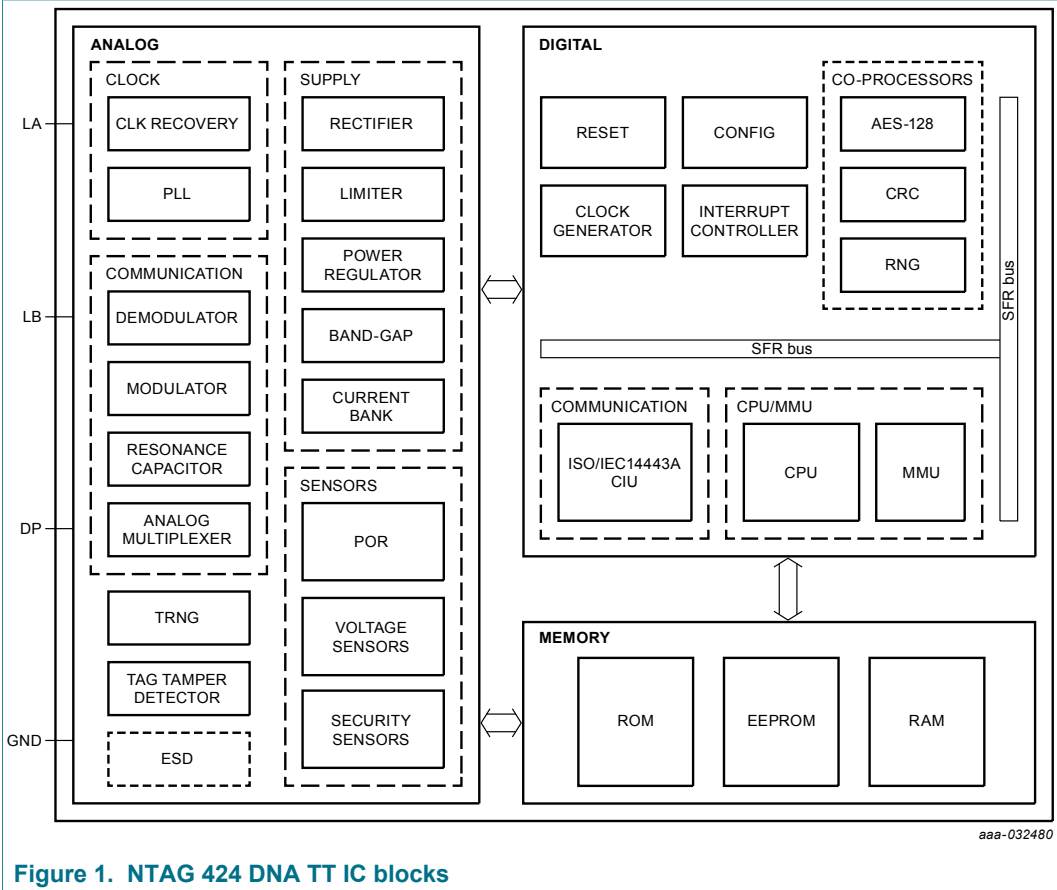 ANALOG
CLOCK
CLK RECOVERY
PLL
COMMUNICATION
DEMODULATOR
MODULATOR
RESONANCE
CAPACITOR
ANALOG
MULTIPLEXER
TRNG
TAG TAMPER
DETECTOR
ESD
SUPPLY
RECTIFIER
LIMITER
POWER
REGULATOR
BAND-GAP
CURRENT
BANK
SENSORS
POR
VOLTAGE
SENSORS
SECURITY
SENSORS
LA
LB
DP
GND
DIGITAL
RESET
CONFIG
CLOCK
GENERATOR
INTERRUPT
CONTROLLER
CO-PROCESSORS
AES-128
CRC
RNG
SFR bus
SFR bus
COMMUNICATION
ISO/IEC14443A
CIU
CPU/MMU
CPU
MMU
MEMORY
ROM
EEPROM
RAM
aaa-032480
Figure 1. NTAG 424 DNA TT IC blocks